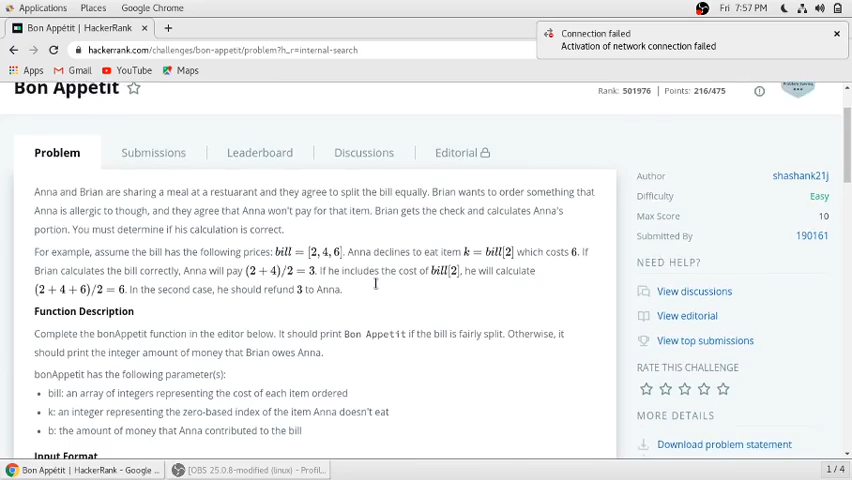 Applications Places Google Chrome Fri 7:57 PM
Bon Appétit | HackerRank
Connection failed
Activation of network connection failed
hackerrank.com/challenges/bon-appetit/problem?h_r=internal-search
Apps Gmail YouTube Maps
Bon Appétit
Rank: 501976 | Points: 216/475
Problem Submissions Leaderboard Discussions Editorial
Anna and Brian are sharing a meal at a restuarant and they agree to split the bill equally. Brian wants to order something that
Anna is allergic to though, and they agree that Anna won't pay for that item. Brian gets the check and calculates Anna's
portion. You must determine if his calculation is correct.
For example, assume the bill has the following prices: bill = [2, 4, 6]. Anna declines to eat item k = bill[2] which costs 6. If
Brian calculates the bill correctly, Anna will pay (2 + 4)/2 = 3. If he includes the cost of bill[2], he will calculate
(2 + 4 + 6)/2 = 6. In the second case, he should refund 3 to Anna.
Function Description
Complete the bonAppetit function in the editor below. It should print Bon Appetit if the bill is fairly split. Otherwise, it
should print the integer amount of money that Brian owes Anna.
bonAppetit has the following parameter(s):
• bill: an array of integers representing the cost of each item ordered
• k: an integer representing the zero-based index of the item Anna doesn't eat
• b: the amount of money that Anna contributed to the bill
Input Format
Author shashank21j
Difficulty Easy
Max Score 10
Submitted By 190161
NEED HELP?
View discussions
View editorial
View top submissions
RATE THIS CHALLENGE
MORE DETAILS
Download problem statement
Bon Appétit | HackerRank - Google ... [OBS 25.0.8-modified (linux) - Profil... 1 / 4